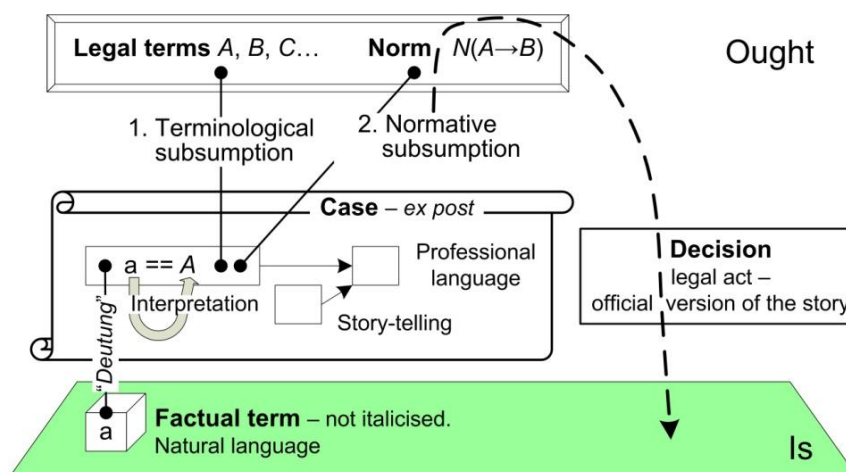 Legal terms A, B, C… Norm N(A→B)
Ought
1. Terminological
subsumption
2. Normative
subsumption
Case – ex post
a == A
Interpretation
Professional
language
Story-telling
"Deutung"
Decision
legal act –
official version of the story
a
Factual term – not italicised.
Natural language
Is